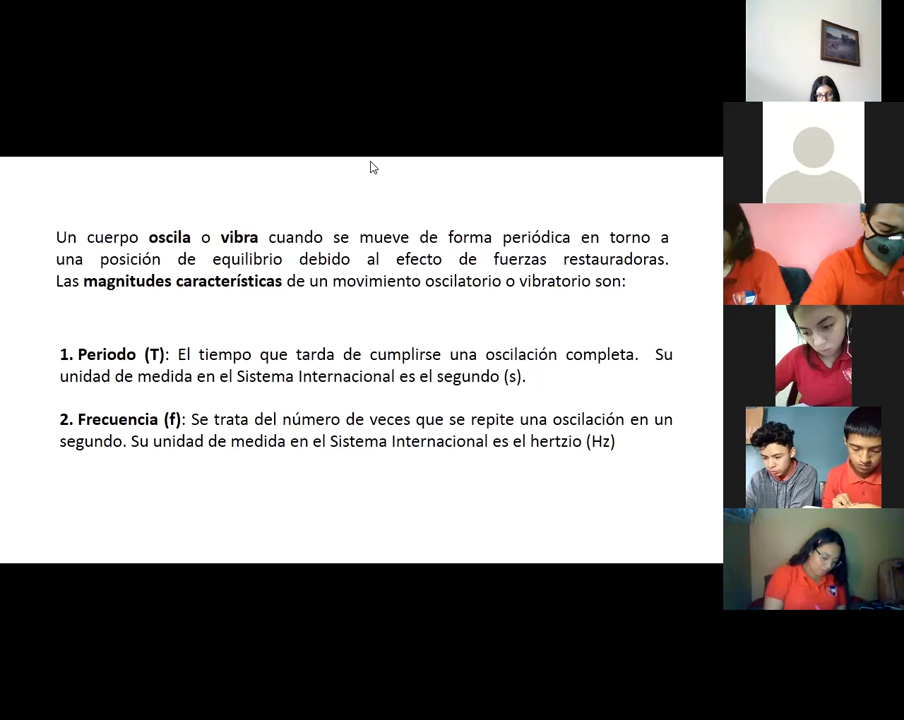 Un cuerpo oscila o vibra cuando se mueve de forma periódica en torno a
una posición de equilibrio debido al efecto de fuerzas restauradoras.
Las magnitudes características de un movimiento oscilatorio o vibratorio son:
1. Periodo (T): El tiempo que tarda de cumplirse una oscilación completa. Su
unidad de medida en el Sistema Internacional es el segundo (s).
2. Frecuencia (f): Se trata del número de veces que se repite una oscilación en un
segundo. Su unidad de medida en el Sistema Internacional es el hertzio (Hz)